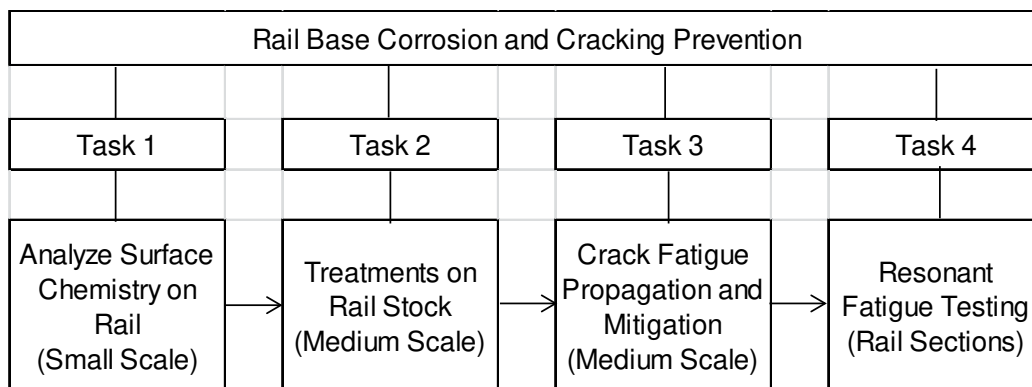 Rail Base Corrosion and Cracking Prevention
Task 1
Task 2
Task 3
Task 4
Analyze Surface
Chemistry on
Rail
(Small Scale)
Treatments on
Rail Stock
(Medium Scale)
Crack Fatigue
Propagation and
Mitigation
(Medium Scale)
Resonant
Fatigue Testing
(Rail Sections)